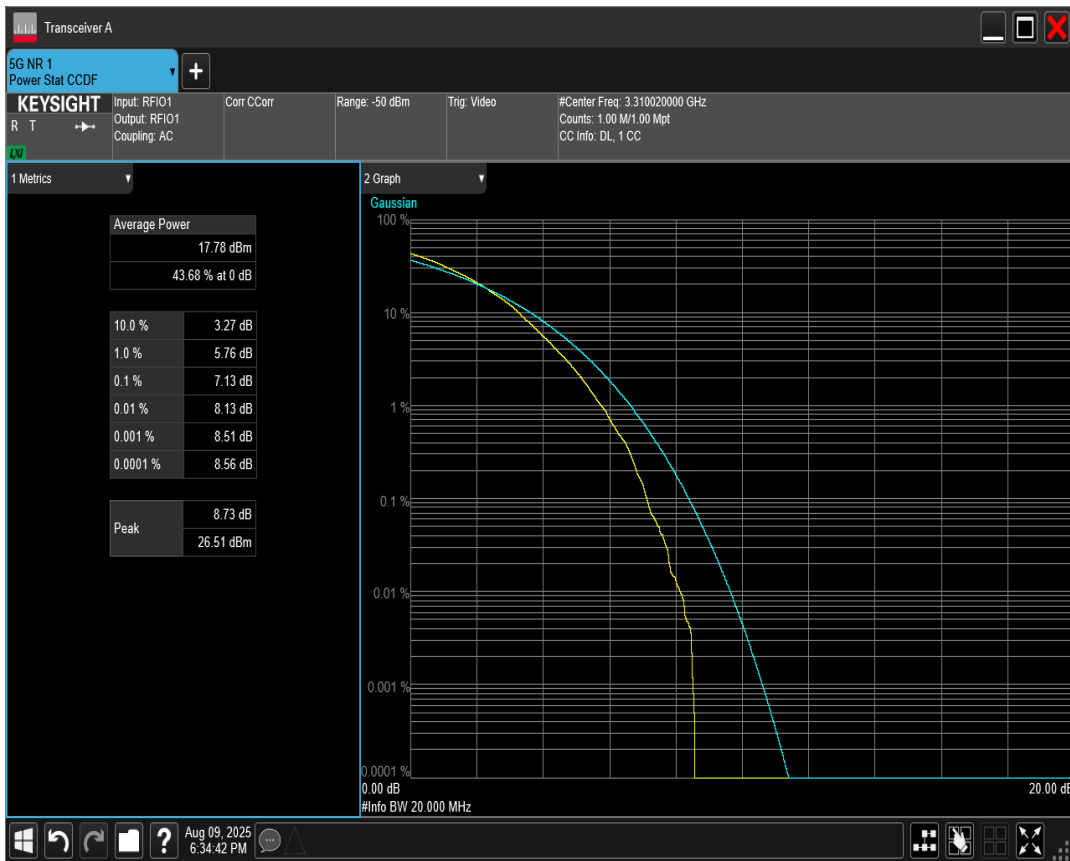 Transceiver A
5G NR 1
Power Stat CCDF
KEYSIGHT
R T
LXI
Input: RFIO1
Output: RFIO1
Coupling: AC
Corr CCorr
Range: -50 dBm
Trig: Video
#Center Freq: 3.310020000 GHz
Counts: 1.00 M/1.00 Mpt
CC Info: DL, 1 CC
1 Metrics
Average Power
17.78 dBm
43.68 % at 0 dB
10.0 % 3.27 dB
1.0 % 5.76 dB
0.1 % 7.13 dB
0.01 % 8.13 dB
0.001 % 8.51 dB
0.0001 % 8.56 dB
Peak
8.73 dB
26.51 dBm
2 Graph
Gaussian
100 %
10 %
1 %
0.1 %
0.01 %
0.001 %
0.0001 %
0.00 dB
20.00 dB
#Info BW 20.000 MHz
?
Aug 09, 2025
6:34:42 PM